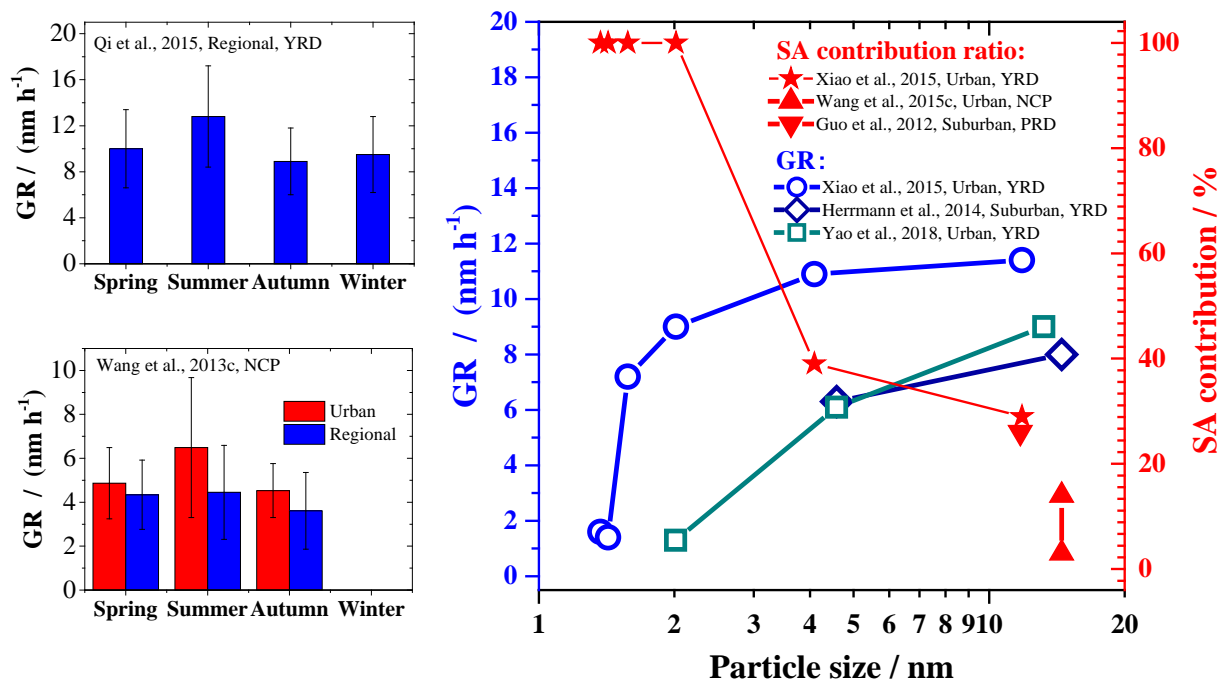 Qi et al., 2015, Regional, YRD
GR / (nm h-1)
20
16
12
8
4
0
Spring Summer Autumn Winter
Wang et al., 2013c, NCP
Urban
Regional
GR / (nm h-1)
10
8
6
4
2
0
Spring Summer Autumn Winter
GR / (nm h-1)
20
18
16
14
12
10
8
6
4
2
0
SA contribution ratio:
Xiao et al., 2015, Urban, YRD
Wang et al., 2015c, Urban, NCP
Guo et al., 2012, Suburban, PRD
GR:
Xiao et al., 2015, Urban, YRD
Herrmann et al., 2014, Suburban, YRD
Yao et al., 2018, Urban, YRD
100
80
60
40
20
0
SA contribution / %
1 2 3 4 5 6 7 8 9 10 20
Particle size / nm